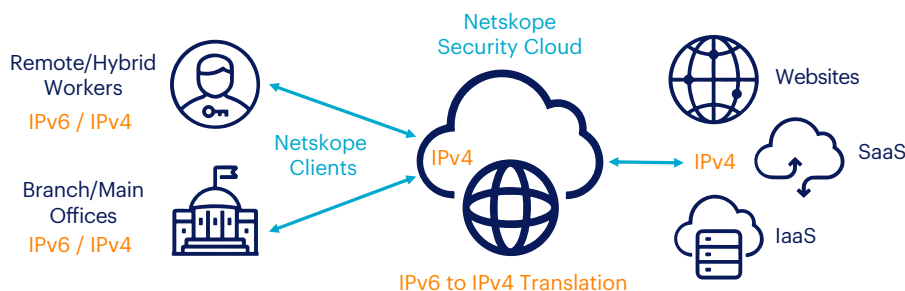 Netskope
Security Cloud
Remote/Hybrid
Workers
IPv6 / IPv4
Netskope
Clients
Branch/Main
Offices
IPv6 / IPv4
IPv4
IPv6 to IPv4 Translation
IPv4
Websites
SaaS
IaaS